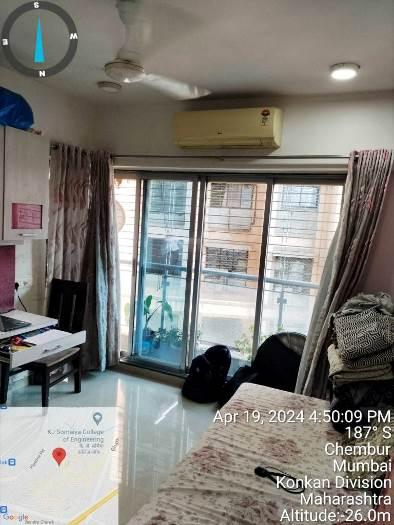 S
E
W
N
KJ Somaiya College
of Engineering
Google
Apr 19, 2024 4:50:09 PM
187° S
Chembur
Mumbai
Konkan Division
Maharashtra
Altitude:-26.0m